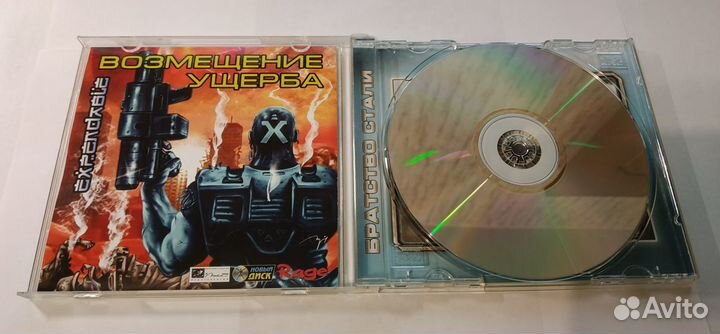 ВОЗМЕЩЕНИЕ
УЩЕРБА
EXPENDABLE
X
НОВЫЙ
ДИСК
Rage
БРАТСТВО СТАЛИ
Avito